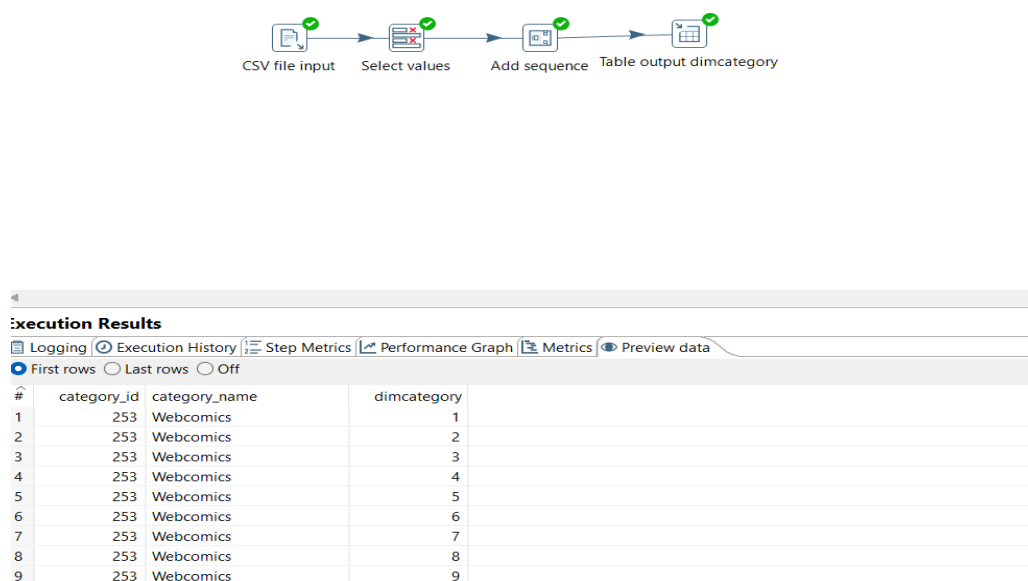 CSV file input Select values Add sequence Table output dimcategory
Execution Results
Logging Execution History Step Metrics Performance Graph Metrics Preview data
First rows Last rows Off
# category_id category_name dimcategory
1 253 Webcomics 1
2 253 Webcomics 2
3 253 Webcomics 3
4 253 Webcomics 4
5 253 Webcomics 5
6 253 Webcomics 6
7 253 Webcomics 7
8 253 Webcomics 8
9 253 Webcomics 9